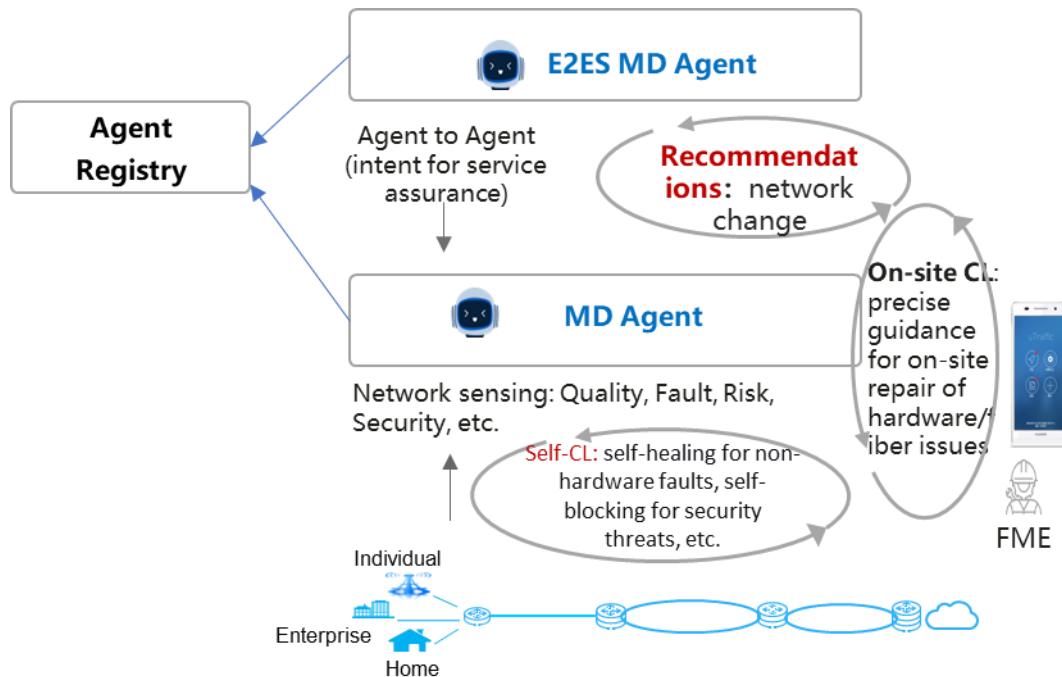 E2ES MD Agent
Agent
Registry
Agent to Agent
(intent for service
assurance)
Recommendat
ions: network
change
MD Agent
On-site CL:
precise
guidance
for on-site
repair of
hardware/f
iber issues
Network sensing: Quality, Fault, Risk,
Security, etc.
Self-CL: self-healing for non-
hardware faults, self-
blocking for security
threats, etc.
FME
Individual
Enterprise
Home